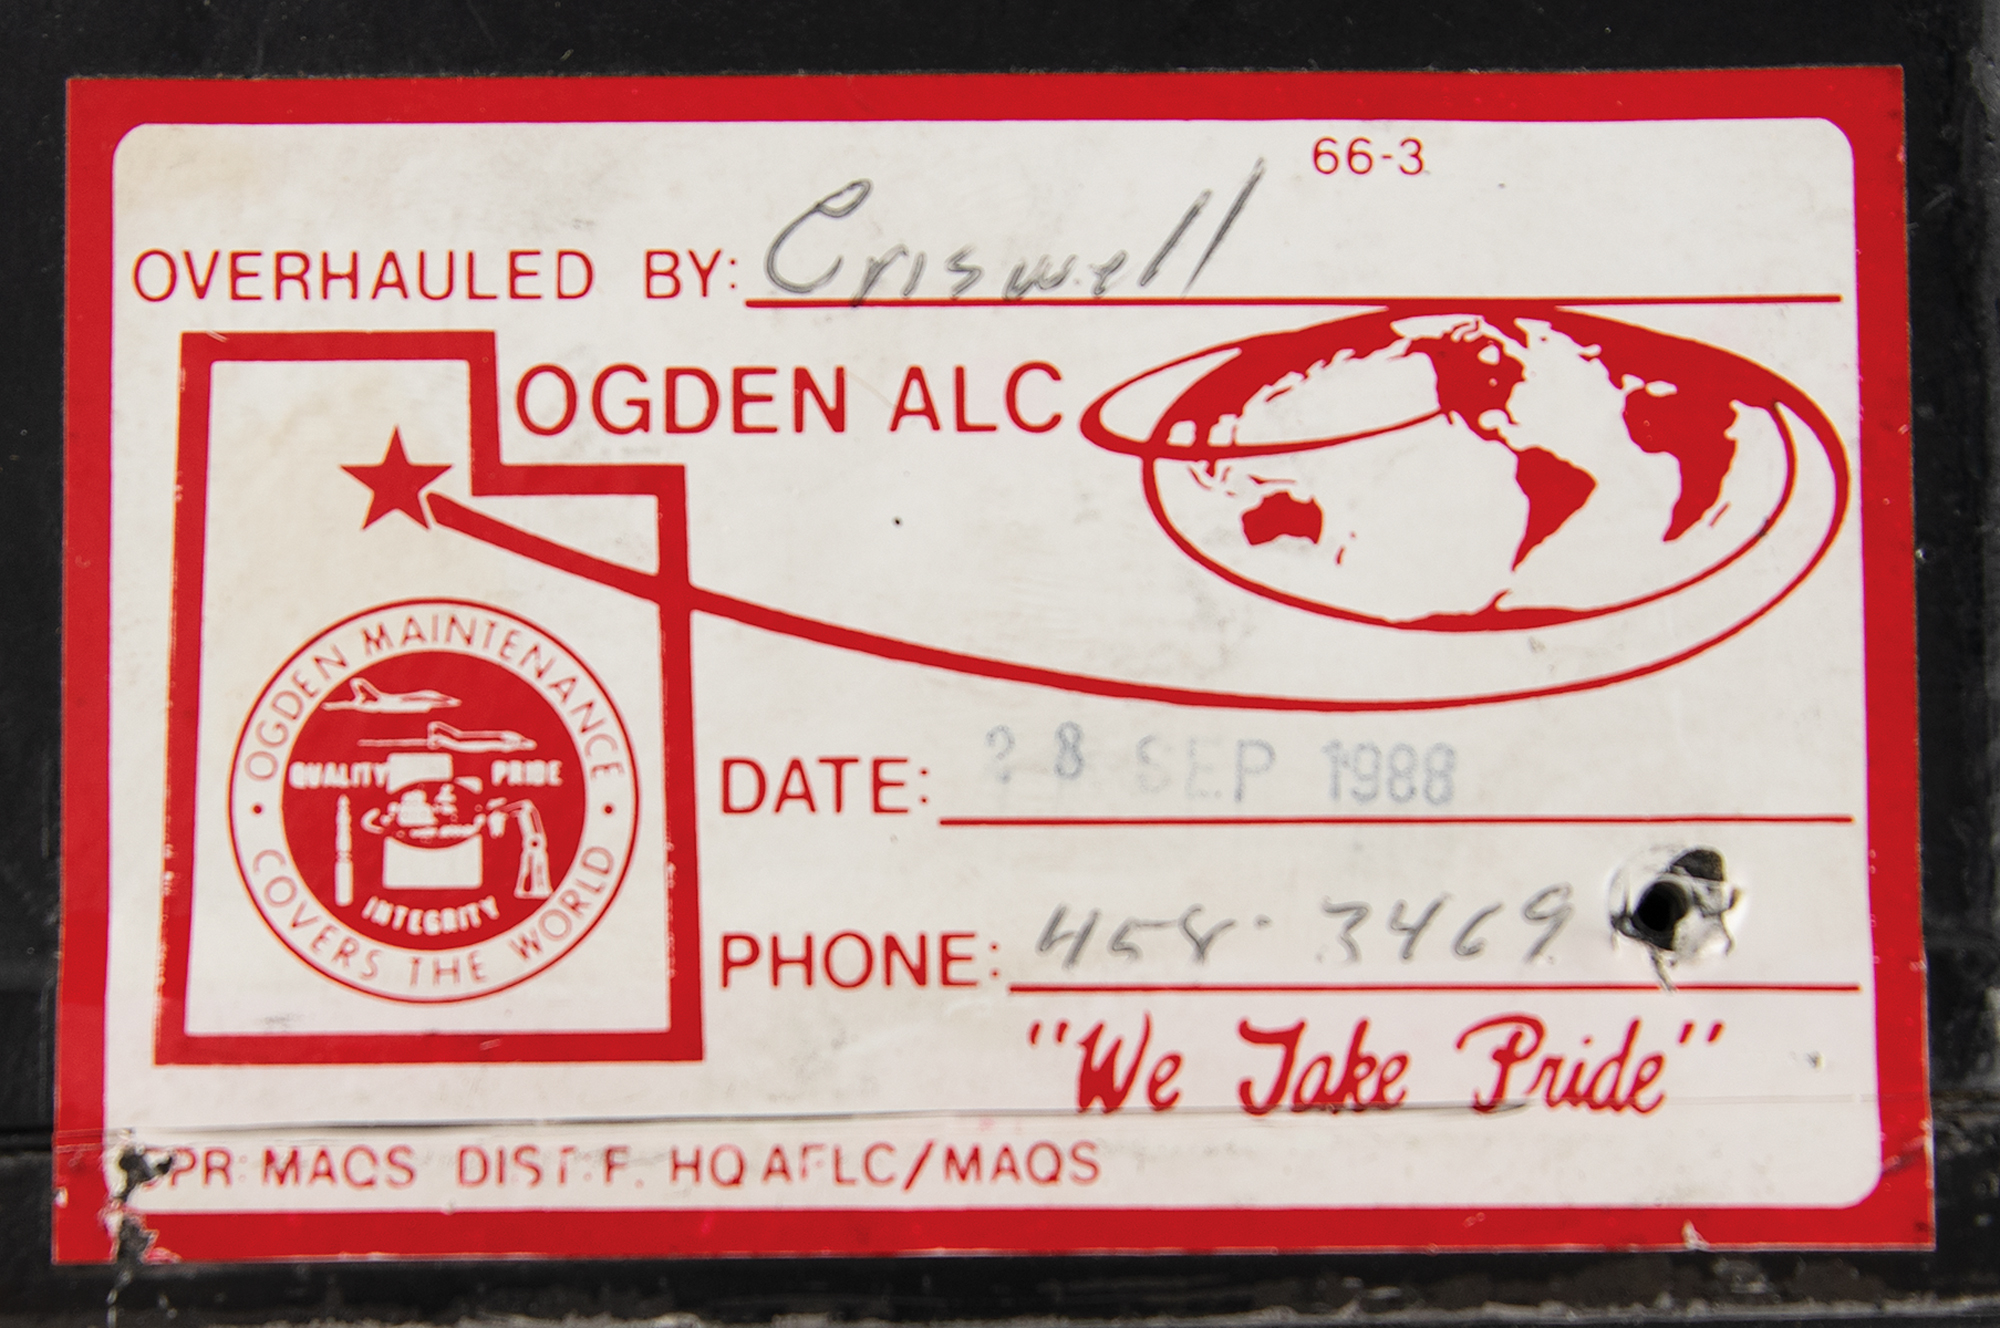 66-3
OVERHAULED BY: Criswell
OGDEN ALC
OGDEN MAINTENANCE
QUALITY PRIDE
INTEGRITY
• COVERS THE WORLD •
DATE: 28 SEP 1988
PHONE: 458-3469
"We Take Pride"
OPR: MAQS DIST: F. HQ AFLC/MAQS